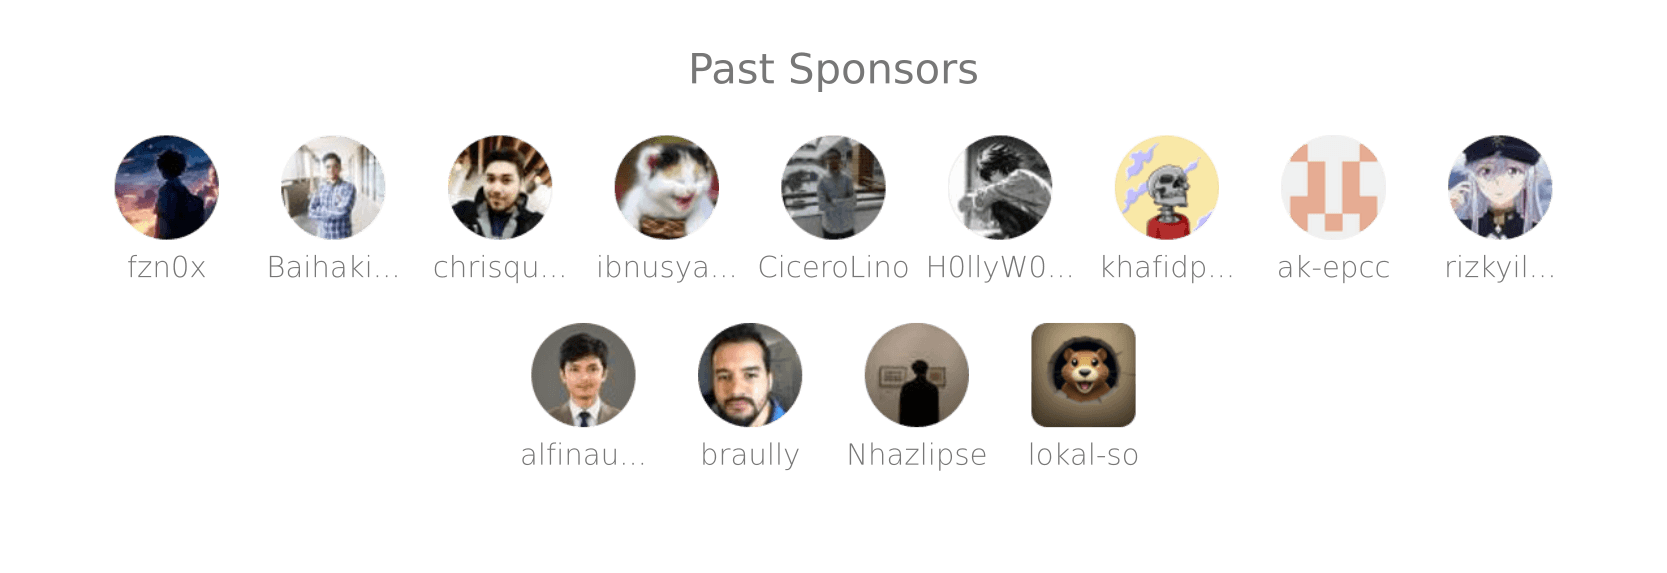 Past Sponsors
fzn0x Baihaki... chrisqu... ibnusya... CiceroLino H0llyW0... khafidp... ak-epcc rizkyil...
alfinau... braully Nhazlipse lokal-so